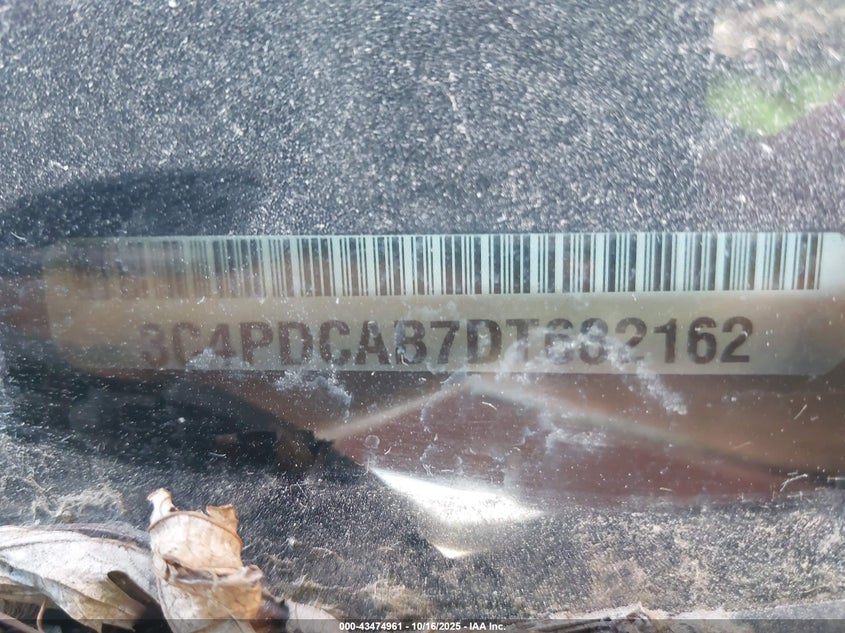 3C4PDCAB7DT682162
000-43474961 - 10/16/2025 - IAA Inc.